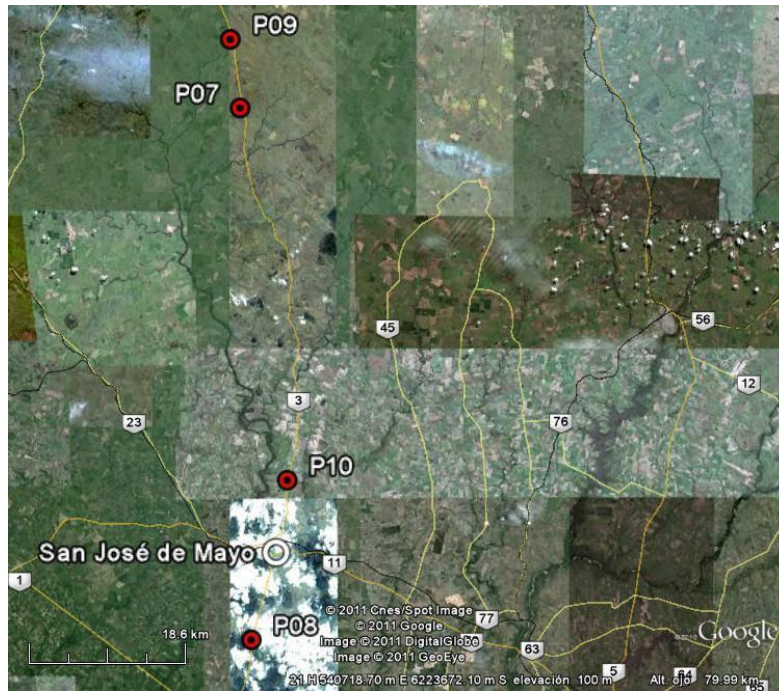 P09
P07
45
56
3
12
23
76
P10
San José de Mayo
11
1
© 2011 Cnes/Spot Image
© 2011 Google
Image © 2011 DigitalGlobe
Image © 2011 GeoEye
18.6 km
P08
77
63
©2010 Google
5
21 H 540718.70 m E 6223672.10 m S elevación 100 m Alt. ojo 79.99 km